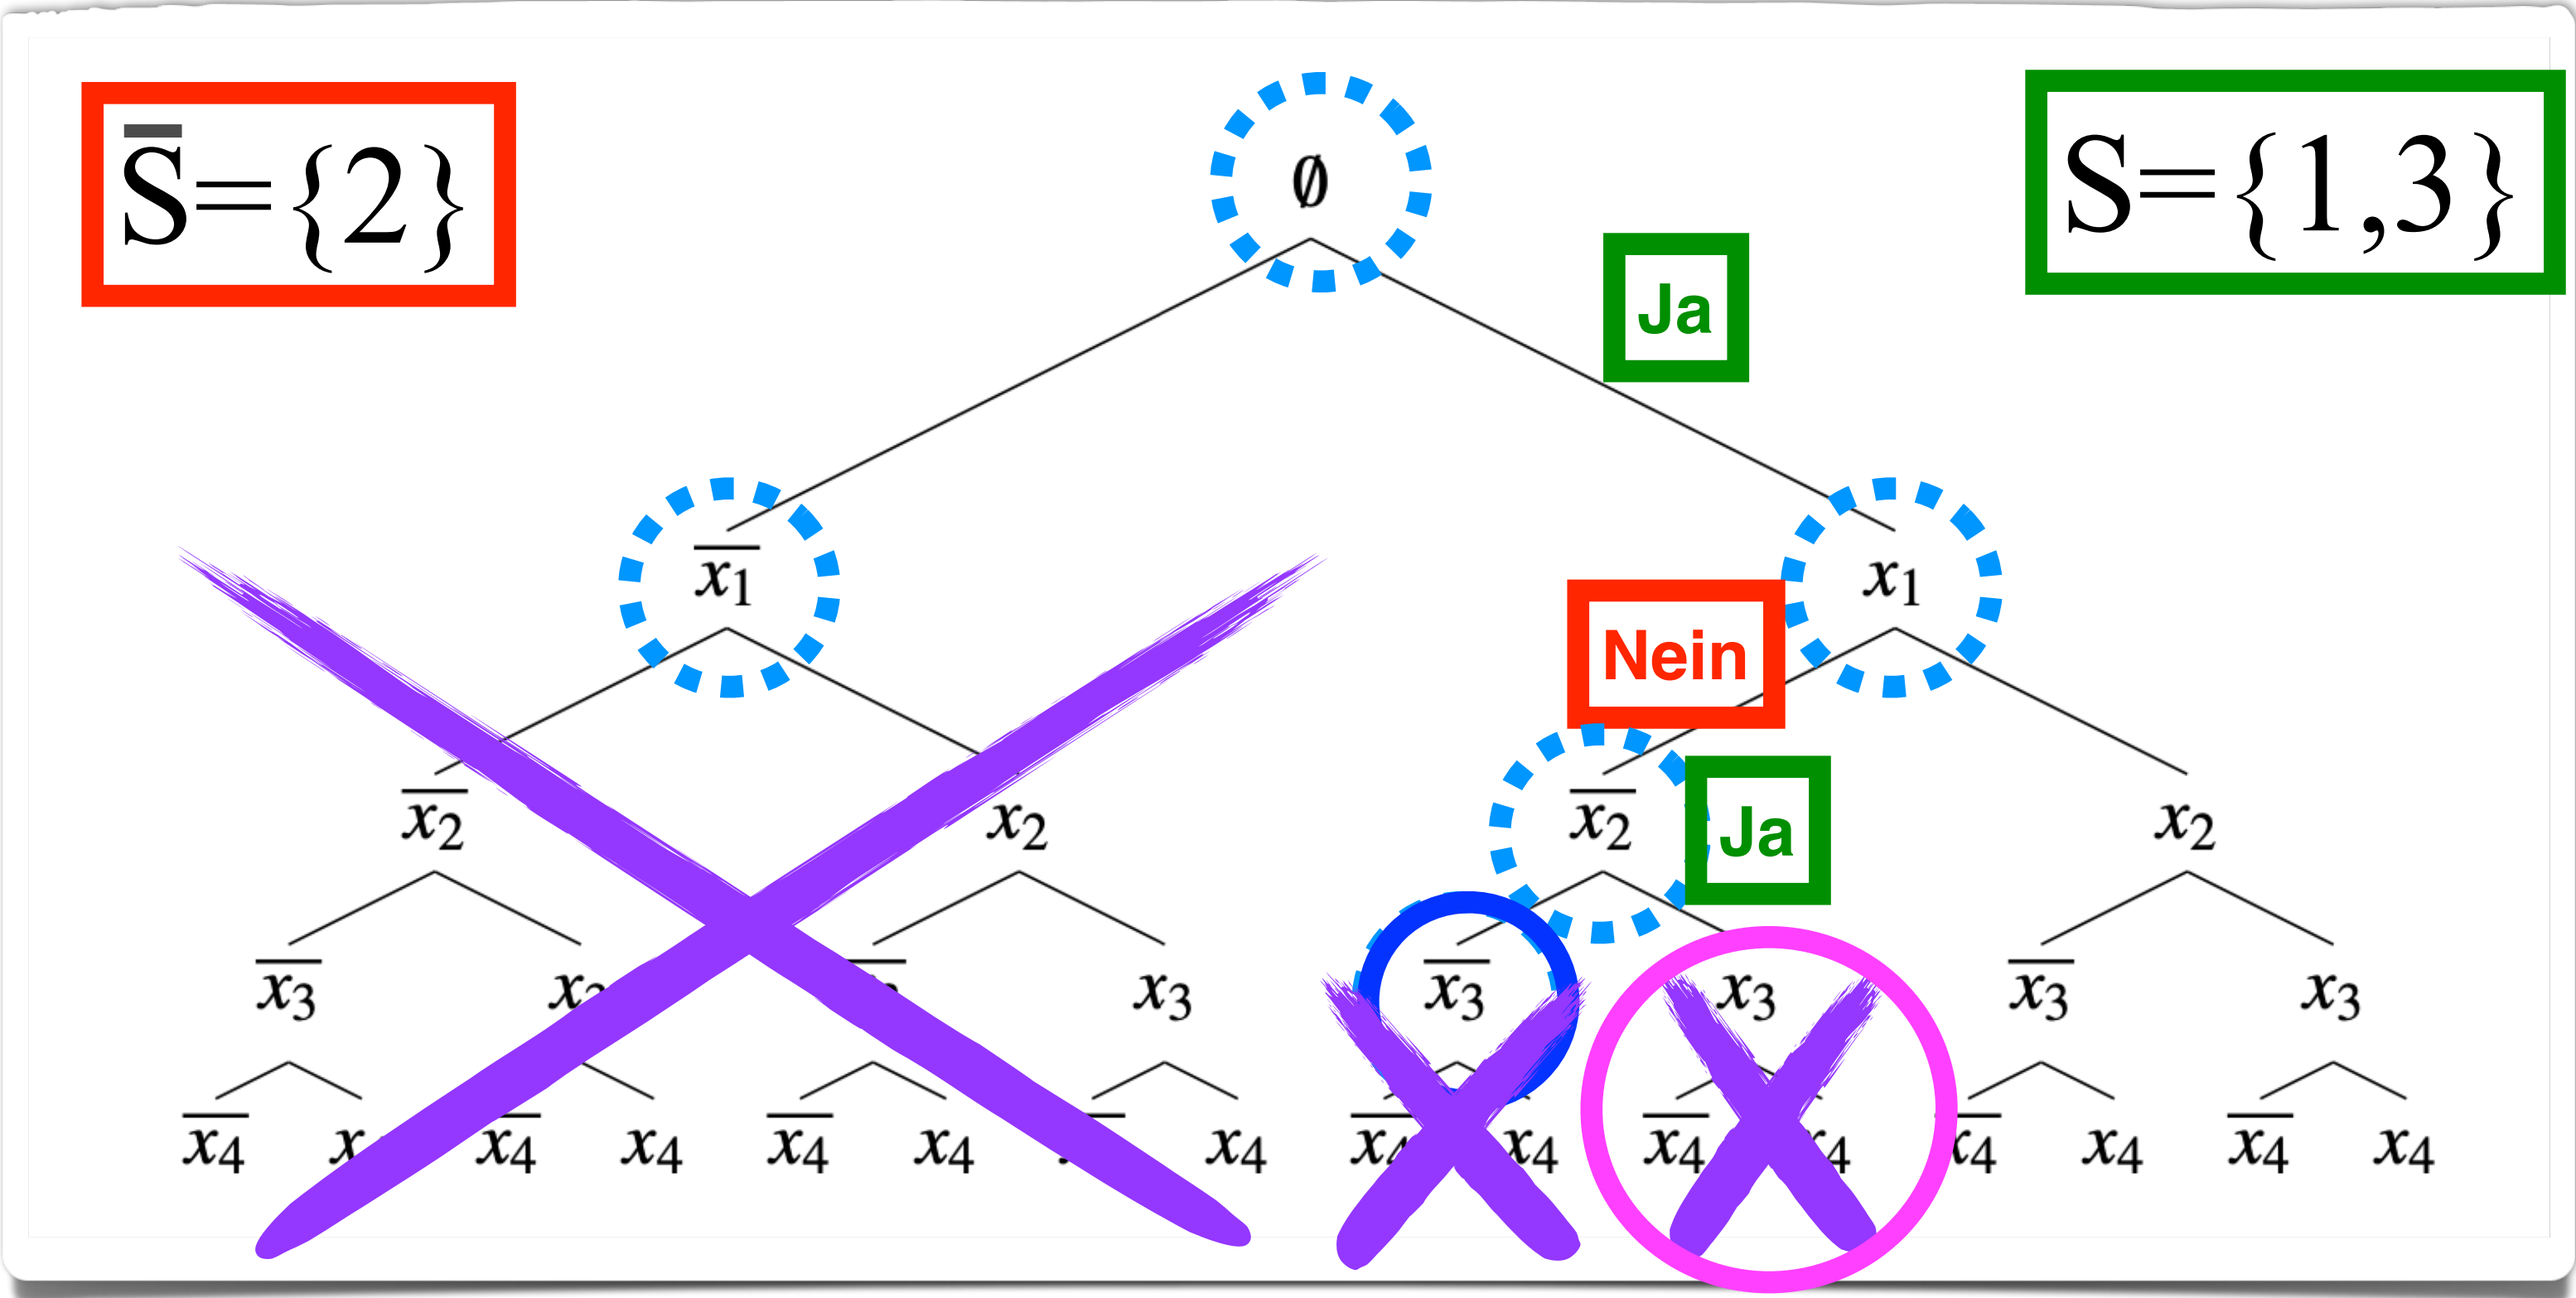 S̅={2}
S={1,3}
∅
Ja
x̅₁ x₁
Nein
x̅₂ x₂ x̅₂ Ja x₂
x̅₃ x₃ x̅₃ x₃ x̅₃ x₃
x̅₄ x̅₄ x₄ x̅₄ x₄ x₄ x̅₄ x₄ x̅₄ x₄ x̅₄ x₄